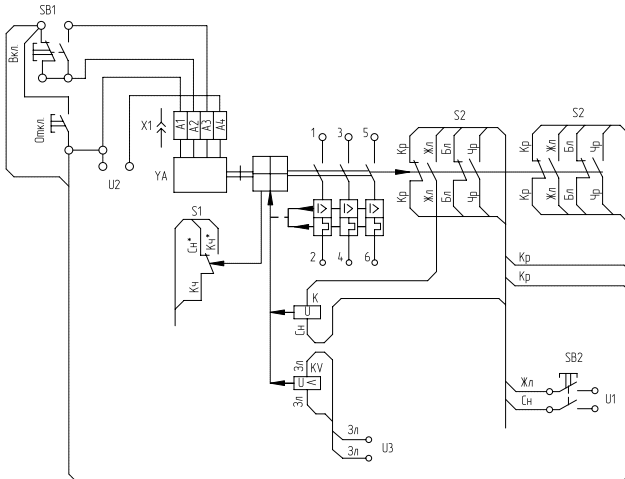 SB1
Вкл.
Откл.
X1
A1
A2
A3
A4
YA
U2
1
3
5
I>
I>
I>
2
4
6
S1
Сн*
Кч*
Кч
S2
Кр
Жл
Бл
Чр
Кр
Жл
Бл
Чр
S2
Кр
Жл
Бл
Чр
Кр
Жл
Бл
Чр
Кр
Кр
K
U
Сн
Зл
KV
U<
Зл
Зл
Зл
U3
SB2
Жл
Сн
U1